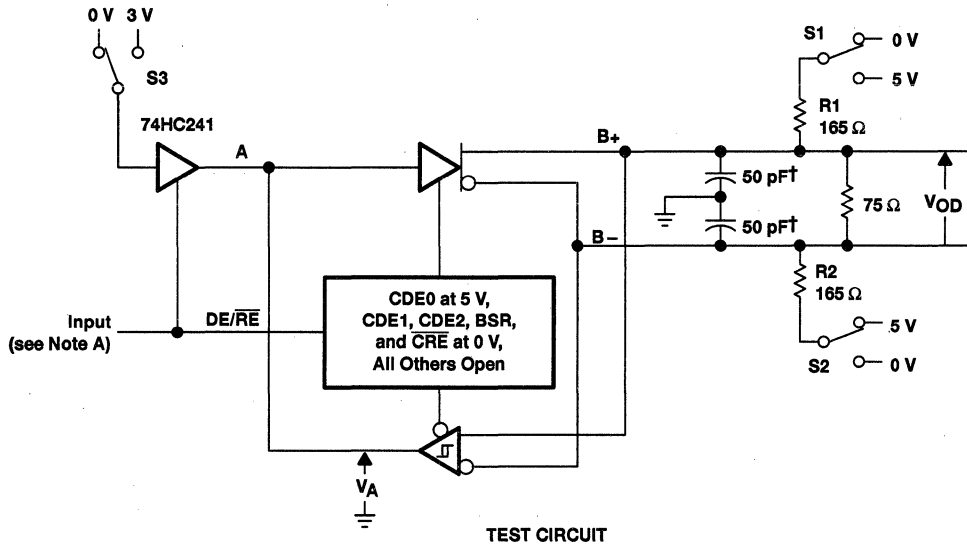 0 V 3 V
S3
74HC241
A
B+
B–
S1
0 V
5 V
R1
165 Ω
50 pF†
50 pF†
75 Ω
VOD
R2
165 Ω
5 V
S2
0 V
Input
(see Note A)
DE/R̅E̅
CDE0 at 5 V,
CDE1, CDE2, BSR,
and C̅R̅E̅ at 0 V,
All Others Open
VA
TEST CIRCUIT